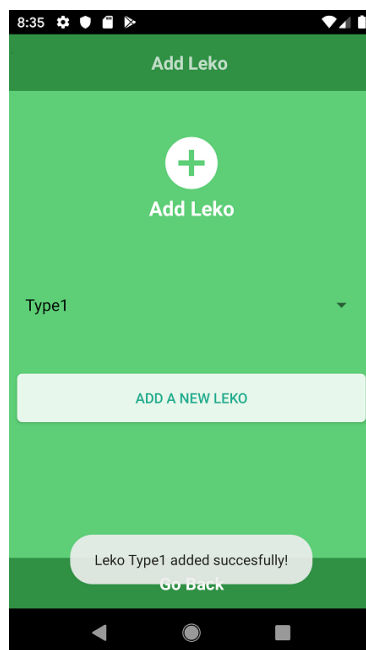 8:35
Add Leko
Add Leko
Type1
ADD A NEW LEKO
Leko Type1 added succesfully!
Go Back